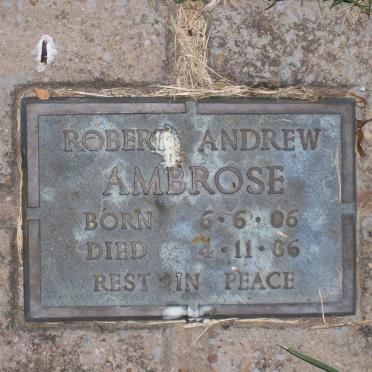 ROBERT ANDREW
AMBROSE
BORN 6·6·06
DIED 4·11·86
REST IN PEACE